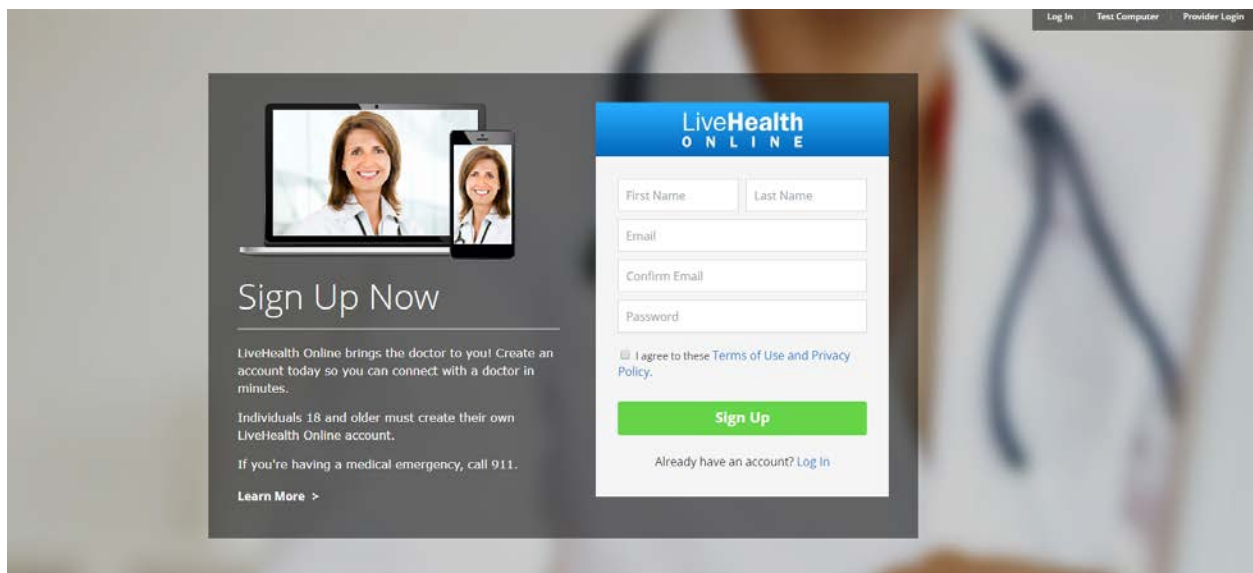 Log In Test Computer Provider Login
LiveHealth
ONLINE
First Name Last Name
Email
Confirm Email
Password
I agree to these Terms of Use and Privacy
Policy.
Sign Up
Already have an account? Log In
Sign Up Now
LiveHealth Online brings the doctor to you! Create an
account today so you can connect with a doctor in
minutes.
Individuals 18 and older must create their own
LiveHealth Online account.
If you're having a medical emergency, call 911.
Learn More >